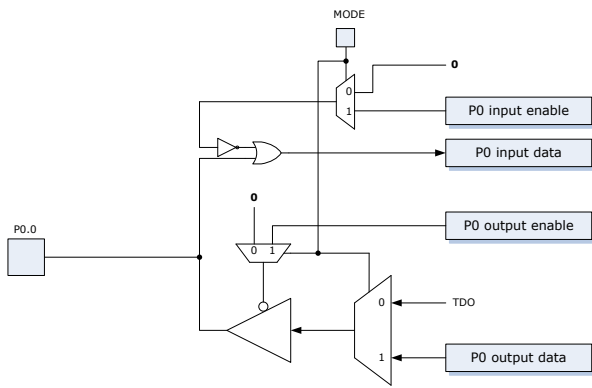 MODE
0
0
1
P0 input enable
P0 input data
0
P0 output enable
P0.0
0 1
0
TDO
1
P0 output data